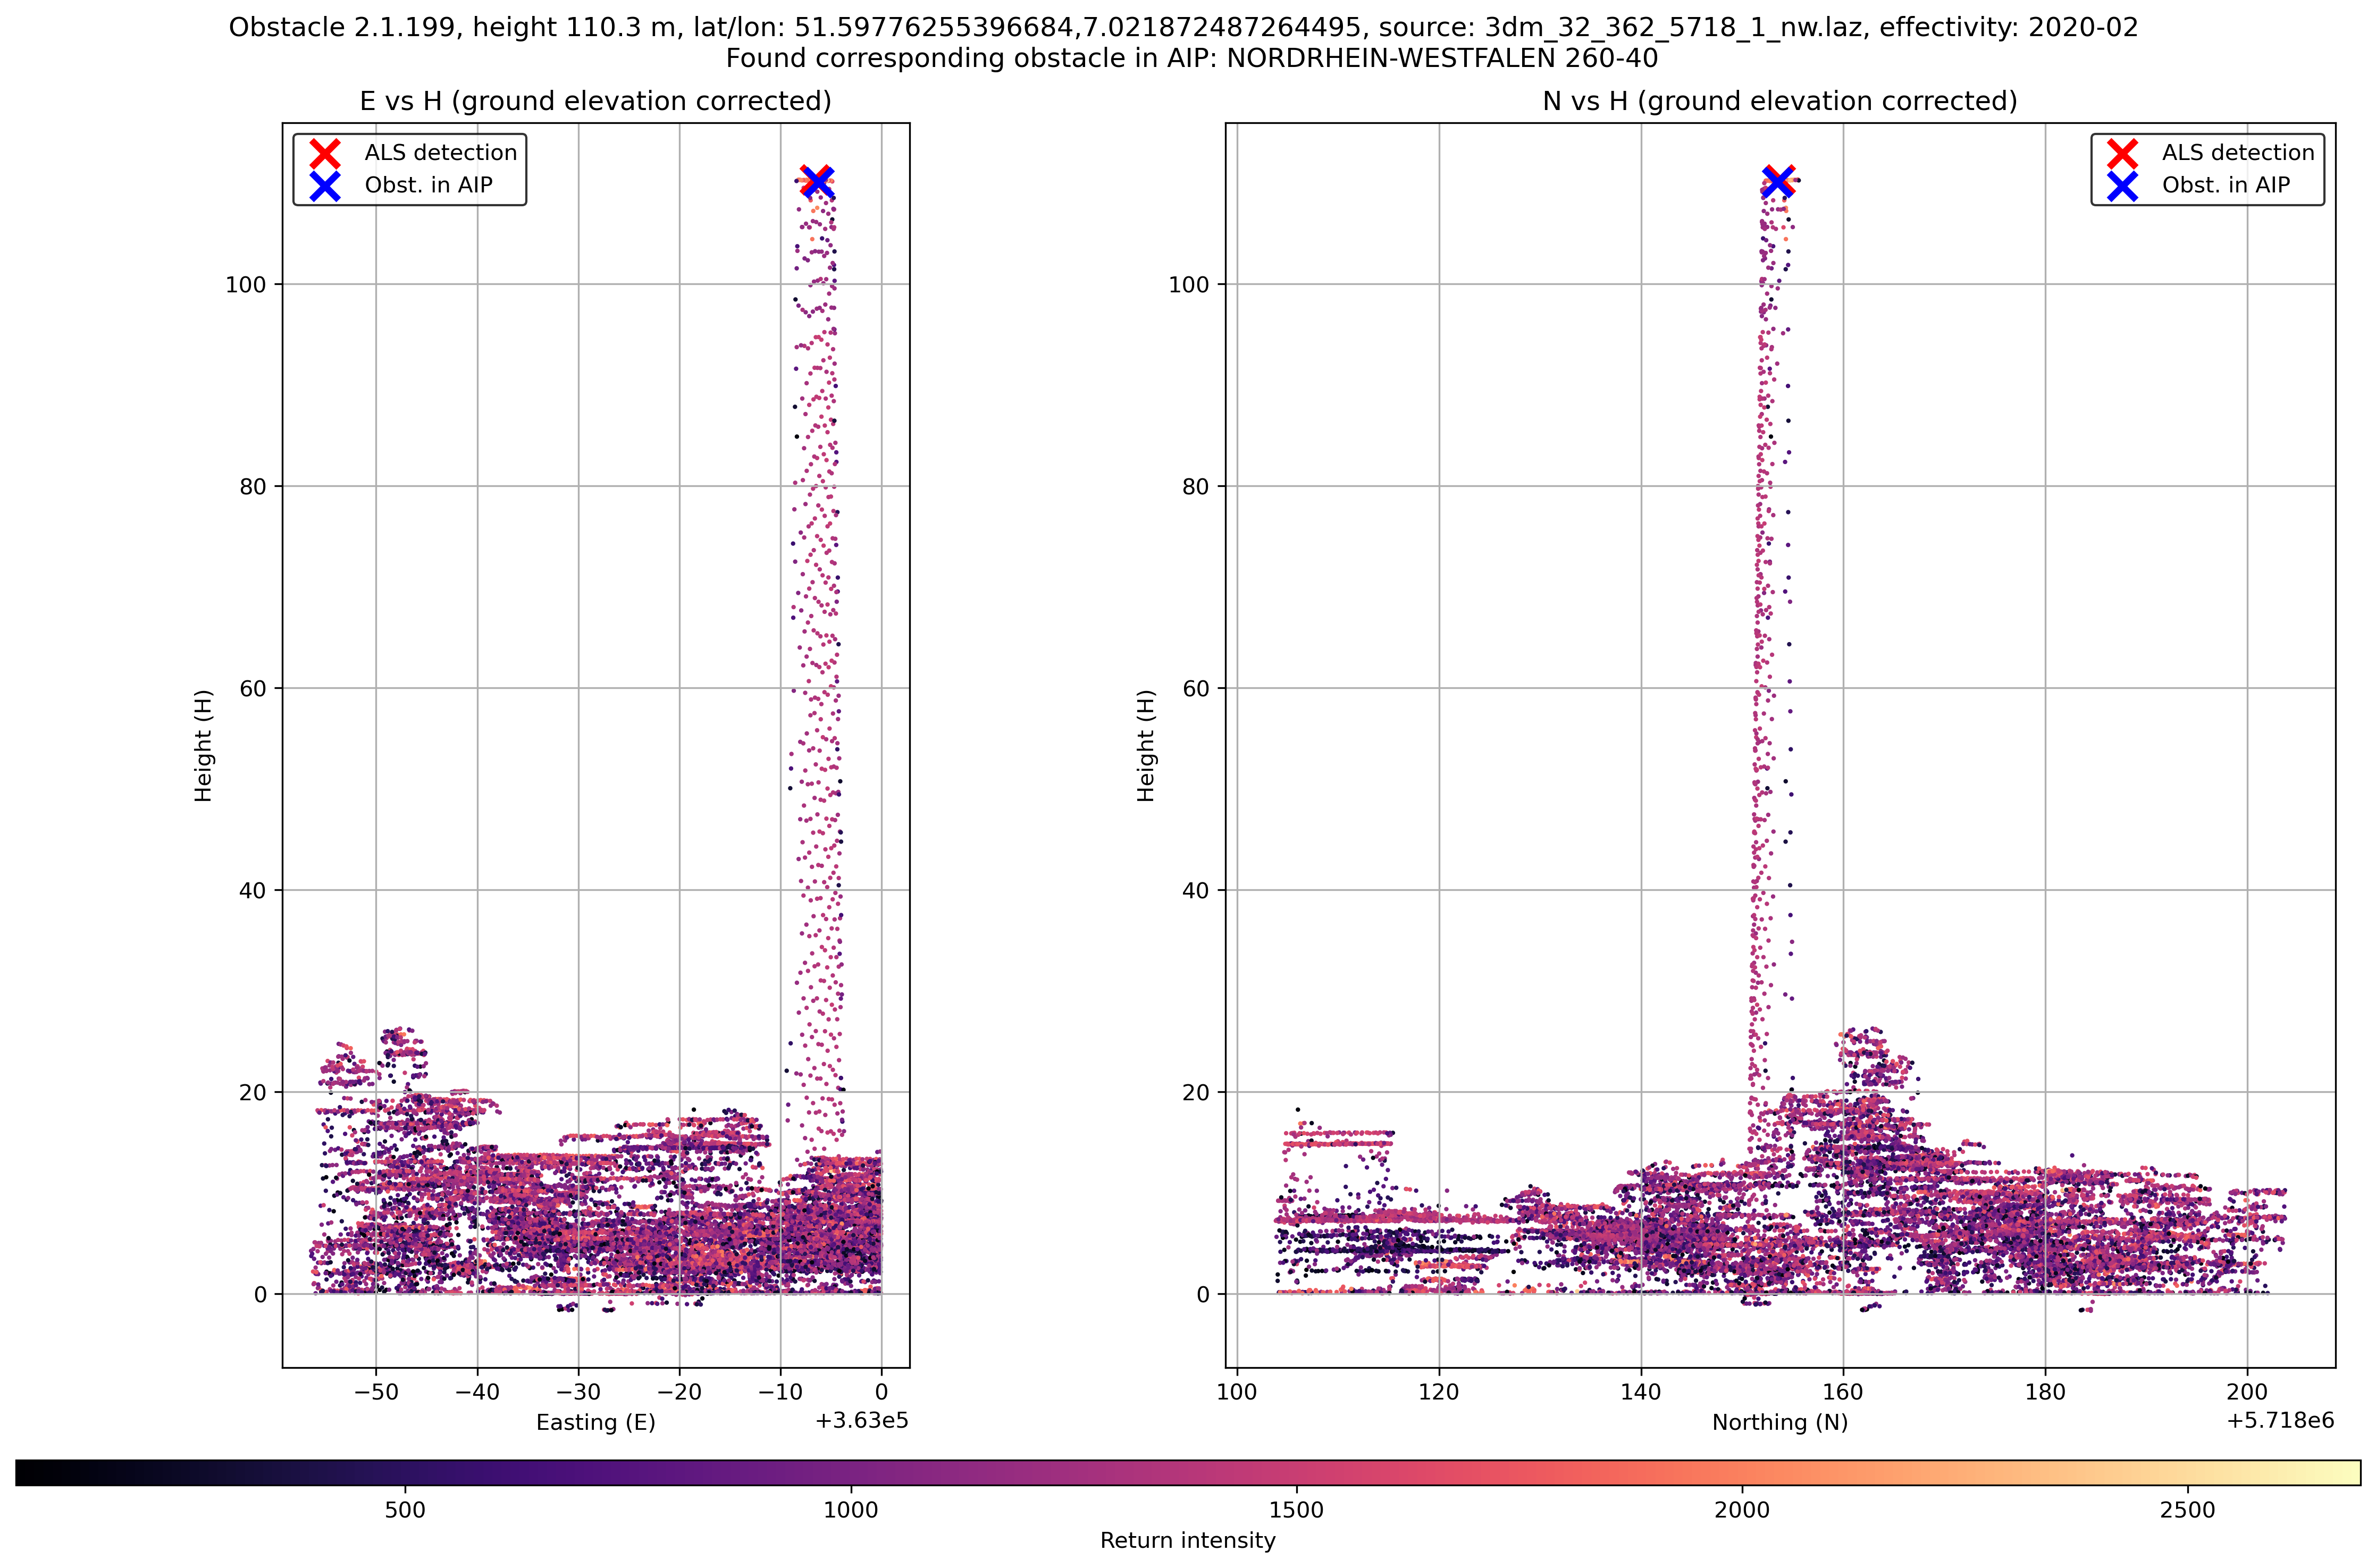 Obstacle 2.1.199, height 110.3 m, lat/lon: 51.59776255396684,7.021872487264495, source: 3dm_32_362_5718_1_nw.laz, effectivity: 2020-02
Found corresponding obstacle in AIP: NORDRHEIN-WESTFALEN 260-40
E vs H (ground elevation corrected)
ALS detection
Obst. in AIP
100
80
60
40
20
0
Height (H)
−50 −40 −30 −20 −10 0
Easting (E)
+3.63e5
N vs H (ground elevation corrected)
ALS detection
Obst. in AIP
100
80
60
40
20
0
Height (H)
100 120 140 160 180 200
Northing (N)
+5.718e6
500 1000 1500 2000 2500
Return intensity